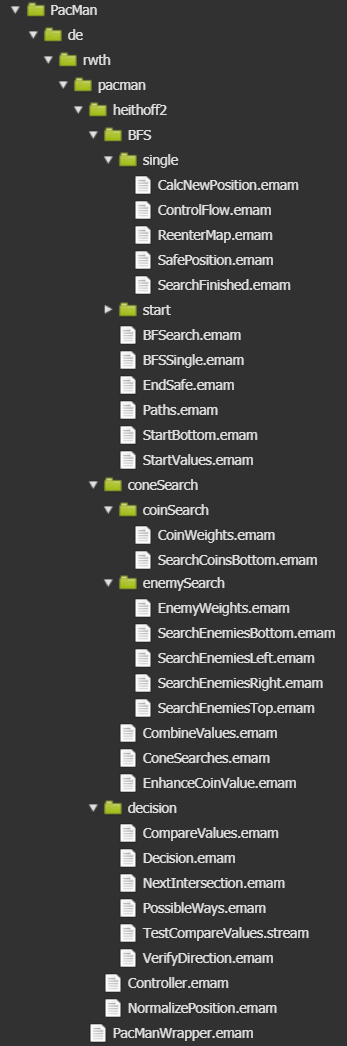 PacMan
de
rwth
pacman
heithoff2
BFS
single
CalcNewPosition.emam
ControlFlow.emam
ReenterMap.emam
SafePosition.emam
SearchFinished.emam
start
BFSearch.emam
BFSSingle.emam
EndSafe.emam
Paths.emam
StartBottom.emam
StartValues.emam
coneSearch
coinSearch
CoinWeights.emam
SearchCoinsBottom.emam
enemySearch
EnemyWeights.emam
SearchEnemiesBottom.emam
SearchEnemiesLeft.emam
SearchEnemiesRight.emam
SearchEnemiesTop.emam
CombineValues.emam
ConeSearches.emam
EnhanceCoinValue.emam
decision
CompareValues.emam
Decision.emam
NextIntersection.emam
PossibleWays.emam
TestCompareValues.stream
VerifyDirection.emam
Controller.emam
NormalizePosition.emam
PacManWrapper.emam